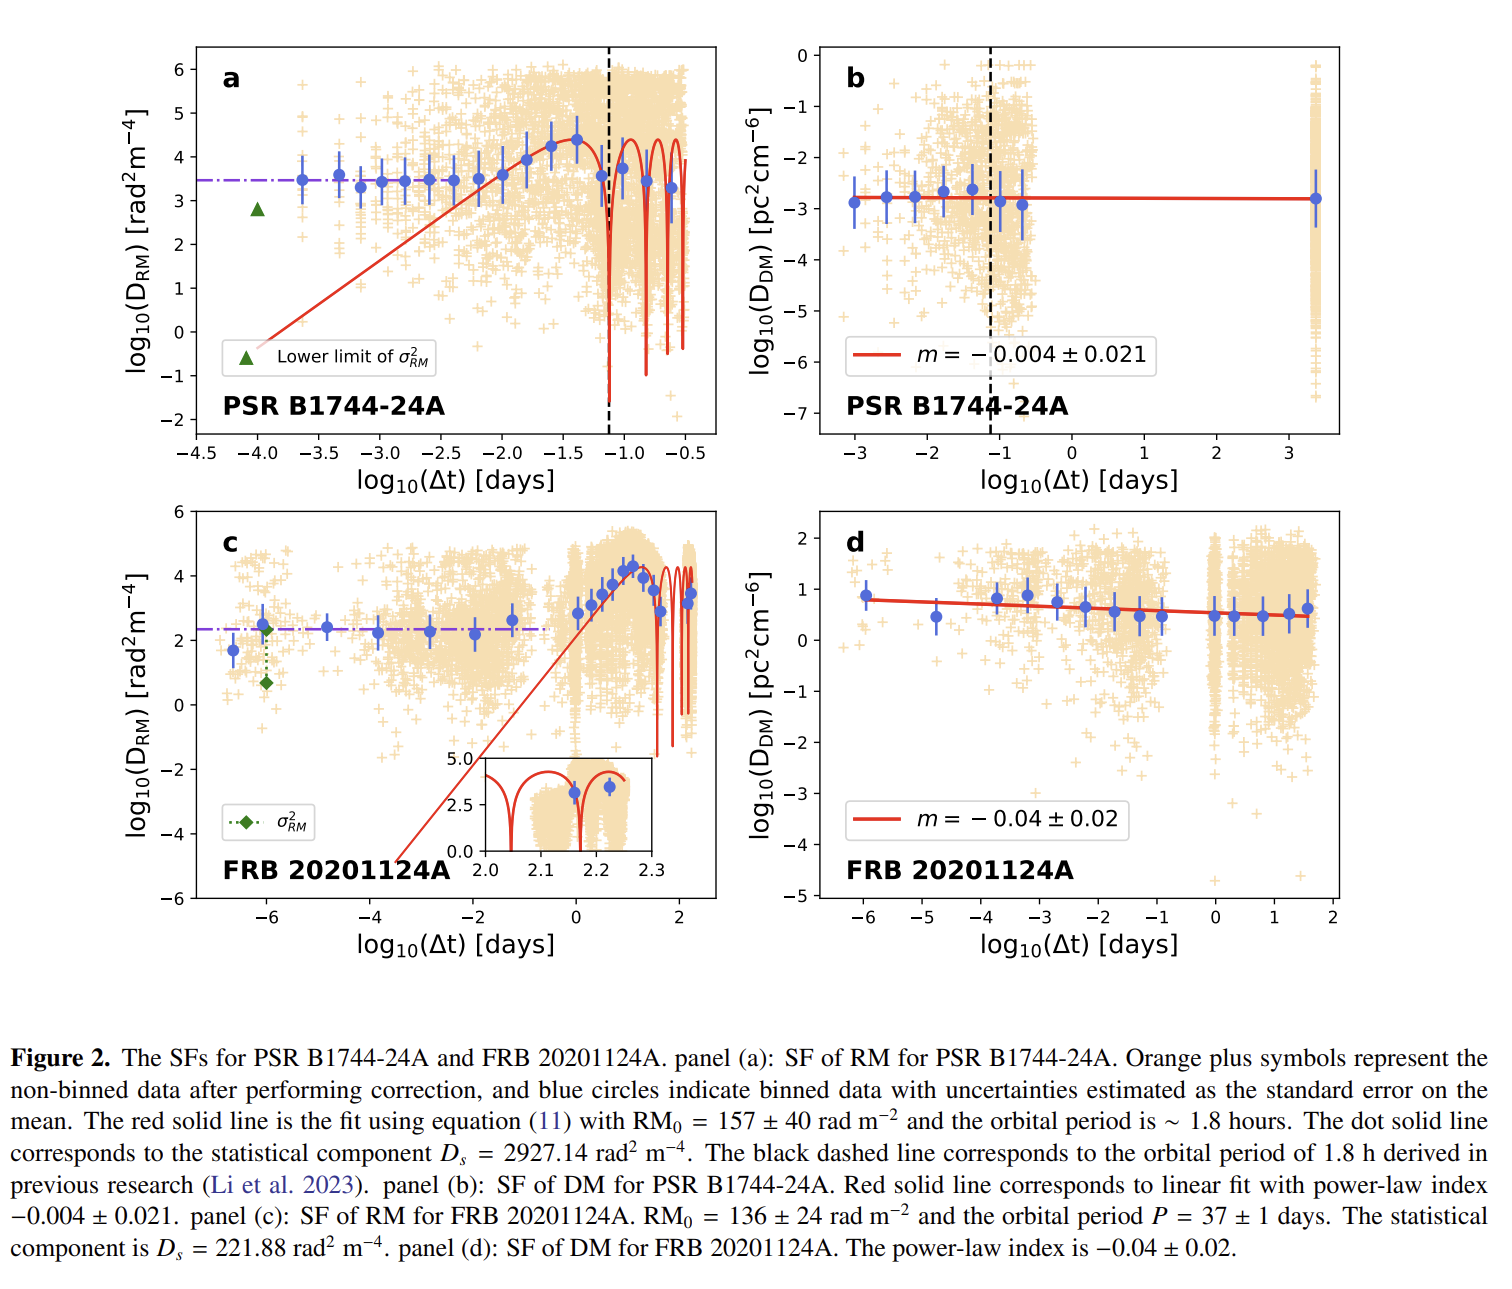 a
log10(DRM) [rad²m⁻⁴]
6
5
4
3
2
1
0
−1
−2
Lower limit of σ²RM
PSR B1744-24A
−4.5 −4.0 −3.5 −3.0 −2.5 −2.0 −1.5 −1.0 −0.5
log10(Δt) [days]
b
log10(DDM) [pc²cm⁻⁶]
0
−1
−2
−3
−4
−5
−6
−7
m = − 0.004 ± 0.021
PSR B1744-24A
−3 −2 −1 0 1 2 3
log10(Δt) [days]
c
log10(DRM) [rad²m⁻⁴]
6
4
2
0
−2
−4
−6
5.0
2.5
0.0
2.0 2.1 2.2 2.3
σ²RM
FRB 20201124A
−6 −4 −2 0 2
log10(Δt) [days]
d
log10(DDM) [pc²cm⁻⁶]
2
1
0
−1
−2
−3
−4
−5
m = − 0.04 ± 0.02
FRB 20201124A
−6 −5 −4 −3 −2 −1 0 1 2
log10(Δt) [days]
Figure 2. The SFs for PSR B1744-24A and FRB 20201124A. panel (a): SF of RM for PSR B1744-24A. Orange plus symbols represent the
non-binned data after performing correction, and blue circles indicate binned data with uncertainties estimated as the standard error on the
mean. The red solid line is the fit using equation (11) with RM₀ = 157 ± 40 rad m⁻² and the orbital period is ~ 1.8 hours. The dot solid line
corresponds to the statistical component Dₛ = 2927.14 rad² m⁻⁴. The black dashed line corresponds to the orbital period of 1.8 h derived in
previous research (Li et al. 2023). panel (b): SF of DM for PSR B1744-24A. Red solid line corresponds to linear fit with power-law index
−0.004 ± 0.021. panel (c): SF of RM for FRB 20201124A. RM₀ = 136 ± 24 rad m⁻² and the orbital period P = 37 ± 1 days. The statistical
component is Dₛ = 221.88 rad² m⁻⁴. panel (d): SF of DM for FRB 20201124A. The power-law index is −0.04 ± 0.02.